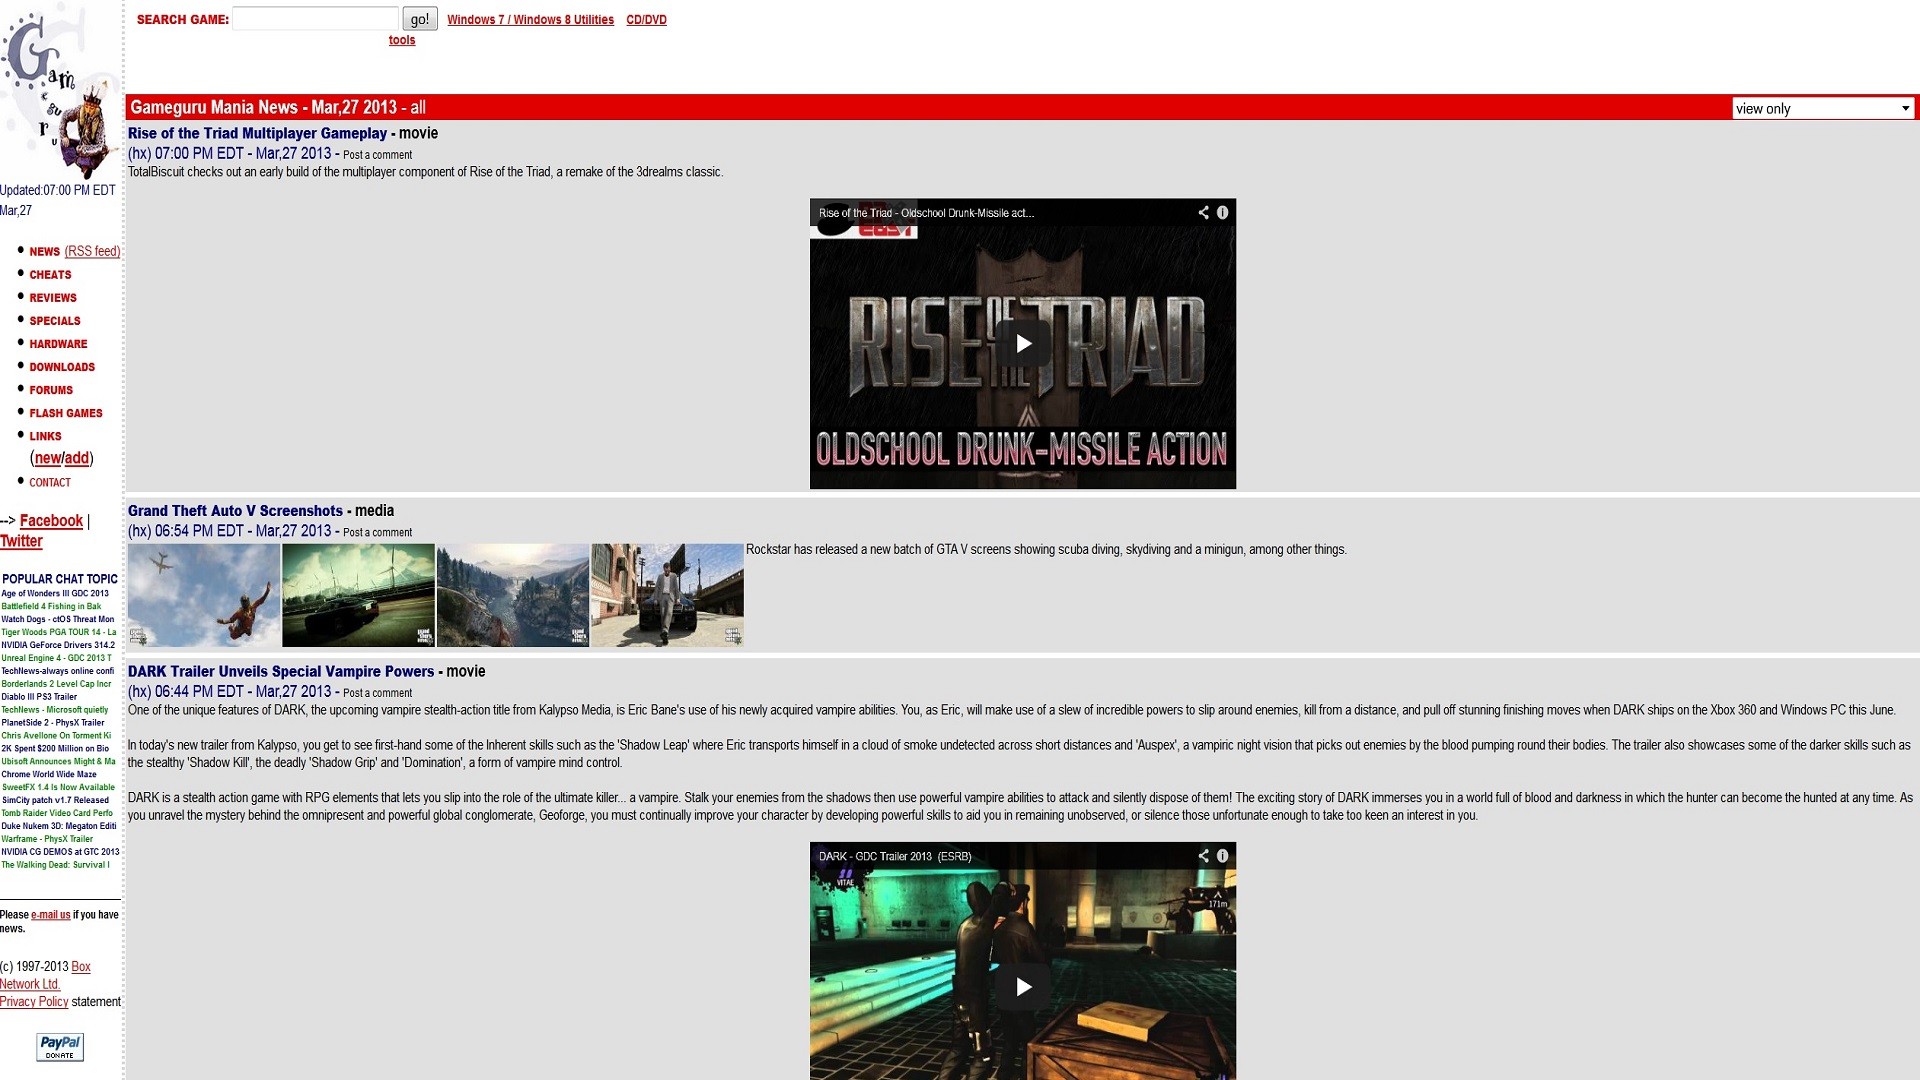 SEARCH GAME: go! Windows 7 / Windows 8 Utilities CD/DVD
tools
Game guru
Updated:07:00 PM EDT
Mar,27
NEWS (RSS feed)
CHEATS
REVIEWS
SPECIALS
HARDWARE
DOWNLOADS
FORUMS
FLASH GAMES
LINKS
(new/add)
CONTACT
--> Facebook |
Twitter
POPULAR CHAT TOPIC
Age of Wonders III GDC 2013
Battlefield 4 Fishing in Bak
Watch Dogs - ctOS Threat Mon
Tiger Woods PGA TOUR 14 - La
NVIDIA GeForce Drivers 314.2
Unreal Engine 4 - GDC 2013 T
TechNews-always online confi
Borderlands 2 Level Cap Incr
Diablo III PS3 Trailer
TechNews - Microsoft quietly
PlanetSide 2 - PhysX Trailer
Chris Avellone On Torment Ki
2K Spent $200 Million on Bio
Ubisoft Announces Might & Ma
Chrome World Wide Maze
SweetFX 1.4 Is Now Available
SimCity patch v1.7 Released
Tomb Raider Video Card Perfo
Duke Nukem 3D: Megaton Editi
Warframe - PhysX Trailer
NVIDIA CG DEMOS at GTC 2013
The Walking Dead: Survival I
Please e-mail us if you have
news.
(c) 1997-2013 Box
Network Ltd.
Privacy Policy statement
PayPal
DONATE
Gameguru Mania News - Mar,27 2013 - all
view only
Rise of the Triad Multiplayer Gameplay - movie
(hx) 07:00 PM EDT - Mar,27 2013 - Post a comment
TotalBiscuit checks out an early build of the multiplayer component of Rise of the Triad, a remake of the 3drealms classic.
Rise of the Triad - Oldschool Drunk-Missile act...
RISE OF THE TRIAD
OLDSCHOOL DRUNK-MISSILE ACTION
Grand Theft Auto V Screenshots - media
(hx) 06:54 PM EDT - Mar,27 2013 - Post a comment
Rockstar has released a new batch of GTA V screens showing scuba diving, skydiving and a minigun, among other things.
DARK Trailer Unveils Special Vampire Powers - movie
(hx) 06:44 PM EDT - Mar,27 2013 - Post a comment
One of the unique features of DARK, the upcoming vampire stealth-action title from Kalypso Media, is Eric Bane's use of his newly acquired vampire abilities. You, as Eric, will make use of a slew of incredible powers to slip around enemies, kill from a distance, and pull off stunning finishing moves when DARK ships on the Xbox 360 and Windows PC this June.
In today's new trailer from Kalypso, you get to see first-hand some of the Inherent skills such as the 'Shadow Leap' where Eric transports himself in a cloud of smoke undetected across short distances and 'Auspex', a vampiric night vision that picks out enemies by the blood pumping round their bodies. The trailer also showcases some of the darker skills such as
the stealthy 'Shadow Kill', the deadly 'Shadow Grip' and 'Domination', a form of vampire mind control.
DARK is a stealth action game with RPG elements that lets you slip into the role of the ultimate killer... a vampire. Stalk your enemies from the shadows then use powerful vampire abilities to attack and silently dispose of them! The exciting story of DARK immerses you in a world full of blood and darkness in which the hunter can become the hunted at any time. As
you unravel the mystery behind the omnipresent and powerful global conglomerate, Geoforge, you must continually improve your character by developing powerful skills to aid you in remaining unobserved, or silence those unfortunate enough to take too keen an interest in you.
DARK - GDC Trailer 2013 (ESRB)
VITAE
171m